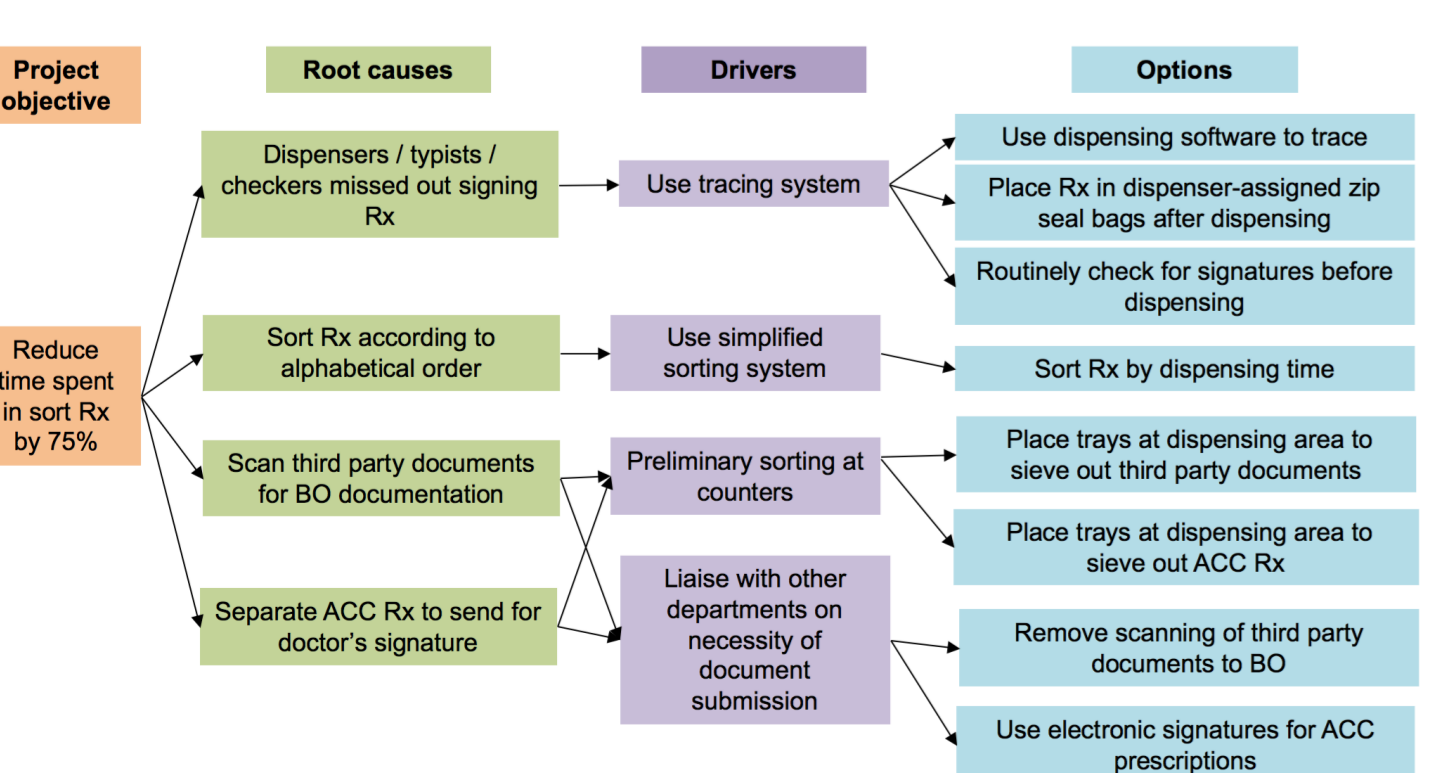 Project
objective
Root causes
Drivers
Options
Reduce
time spent
in sort Rx
by 75%
Dispensers / typists /
checkers missed out signing
Rx
Sort Rx according to
alphabetical order
Scan third party documents
for BO documentation
Separate ACC Rx to send for
doctor’s signature
Use tracing system
Use simplified
sorting system
Preliminary sorting at
counters
Liaise with other
departments on
necessity of
document
submission
Use dispensing software to trace
Place Rx in dispenser-assigned zip
seal bags after dispensing
Routinely check for signatures before
dispensing
Sort Rx by dispensing time
Place trays at dispensing area to
sieve out third party documents
Place trays at dispensing area to
sieve out ACC Rx
Remove scanning of third party
documents to BO
Use electronic signatures for ACC
prescriptions